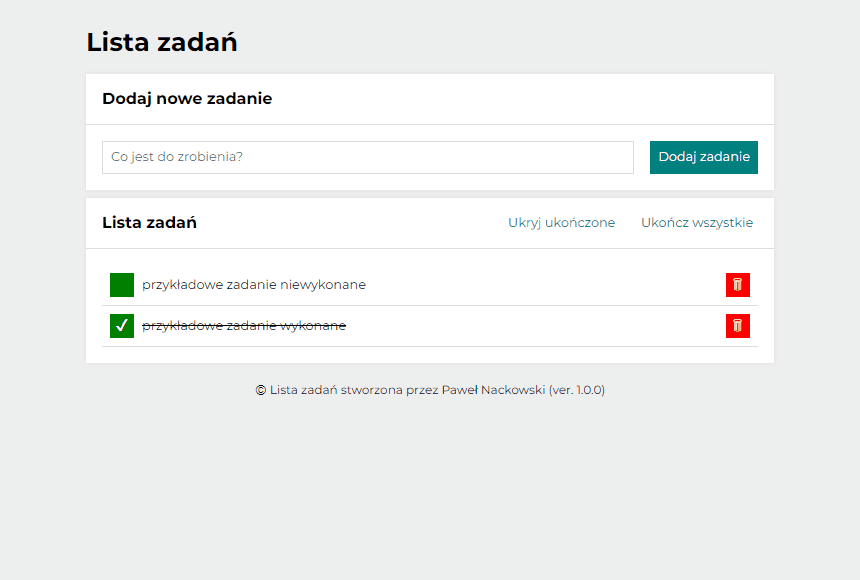 Lista zadań
Dodaj nowe zadanie
Co jest do zrobienia?
Dodaj zadanie
Lista zadań
Ukryj ukończone
Ukończ wszystkie
przykładowe zadanie niewykonane
przykładowe zadanie wykonane
© Lista zadań stworzona przez Paweł Nackowski (ver. 1.0.0)